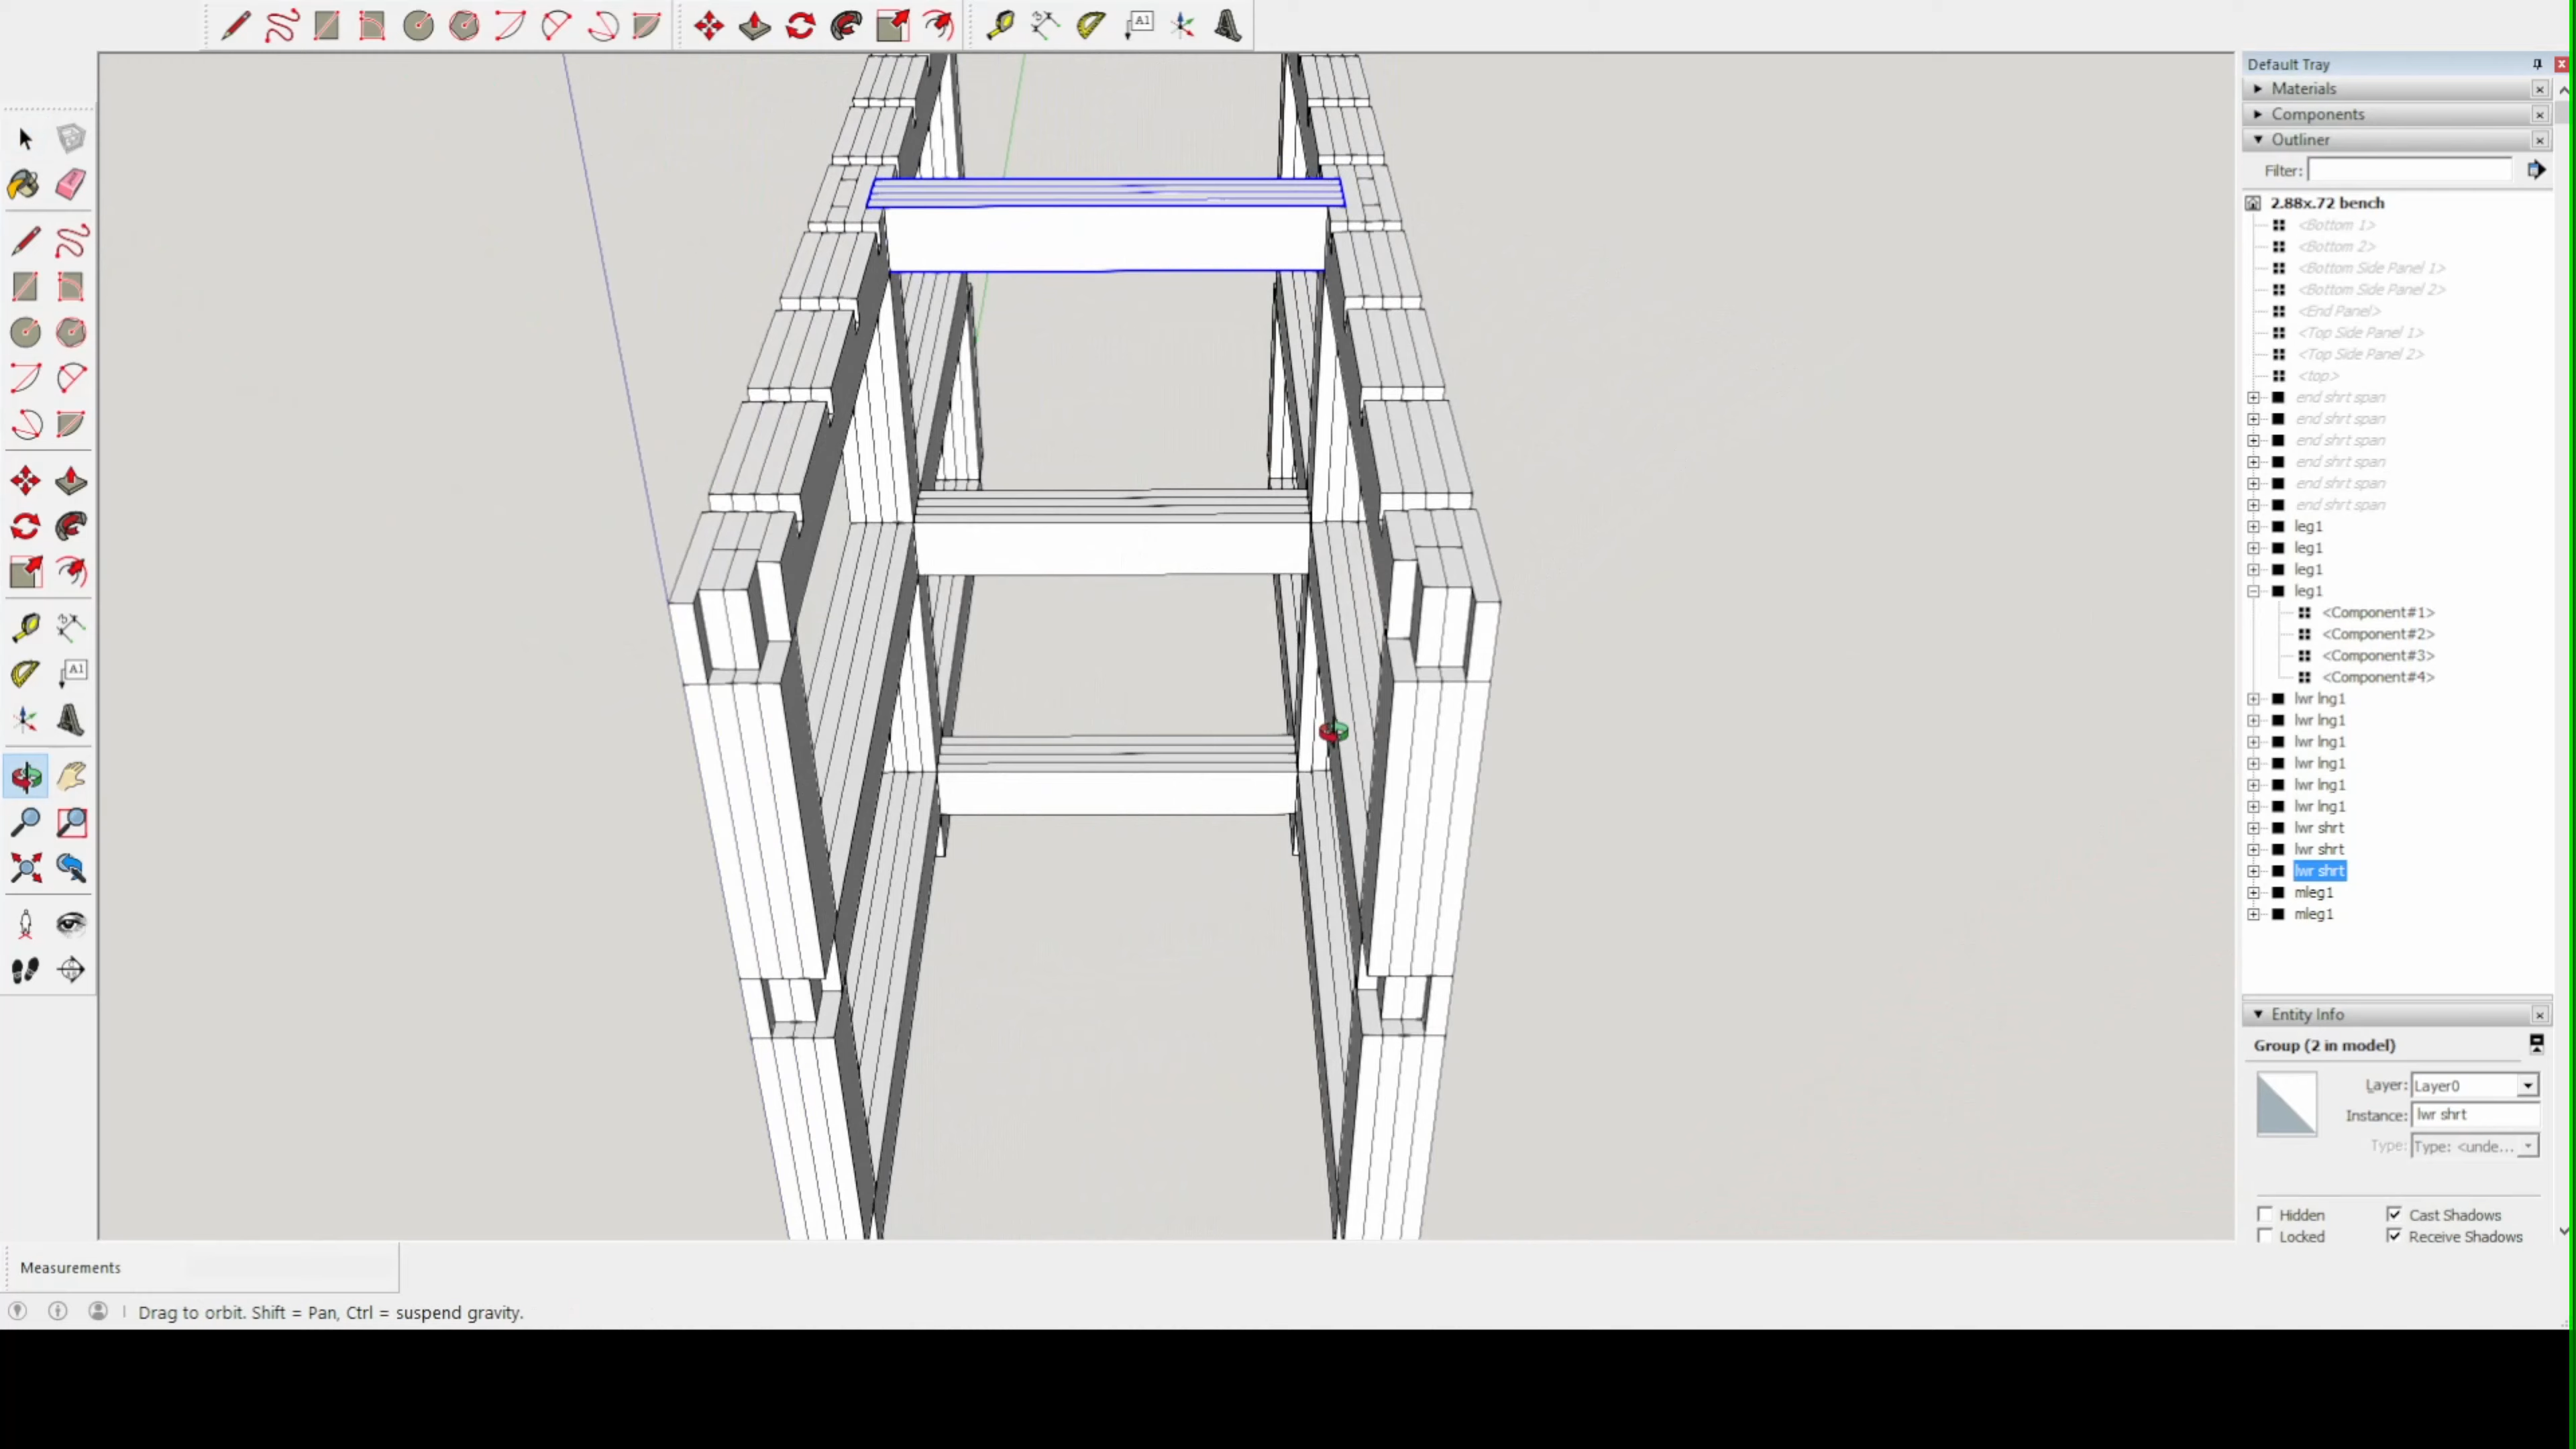 A1
Default Tray
Materials
Components
Outliner
Filter:
2.88x.72 bench
<Bottom 1>
<Bottom 2>
<Bottom Side Panel 1>
<Bottom Side Panel 2>
<End Panel>
<Top Side Panel 1>
<Top Side Panel 2>
<top>
end shrt span
end shrt span
end shrt span
end shrt span
end shrt span
end shrt span
leg1
leg1
leg1
leg1
<Component#1>
<Component#2>
<Component#3>
<Component#4>
lwr lng1
lwr lng1
lwr lng1
lwr lng1
lwr lng1
lwr lng1
lwr shrt
lwr shrt
lwr shrt
mleg1
mleg1
A1
Entity Info
Group (2 in model)
Layer: Layer0
Instance: lwr shrt
Type: Type: <unde...
Hidden Cast Shadows
Locked Receive Shadows
Measurements
Drag to orbit. Shift = Pan, Ctrl = suspend gravity.